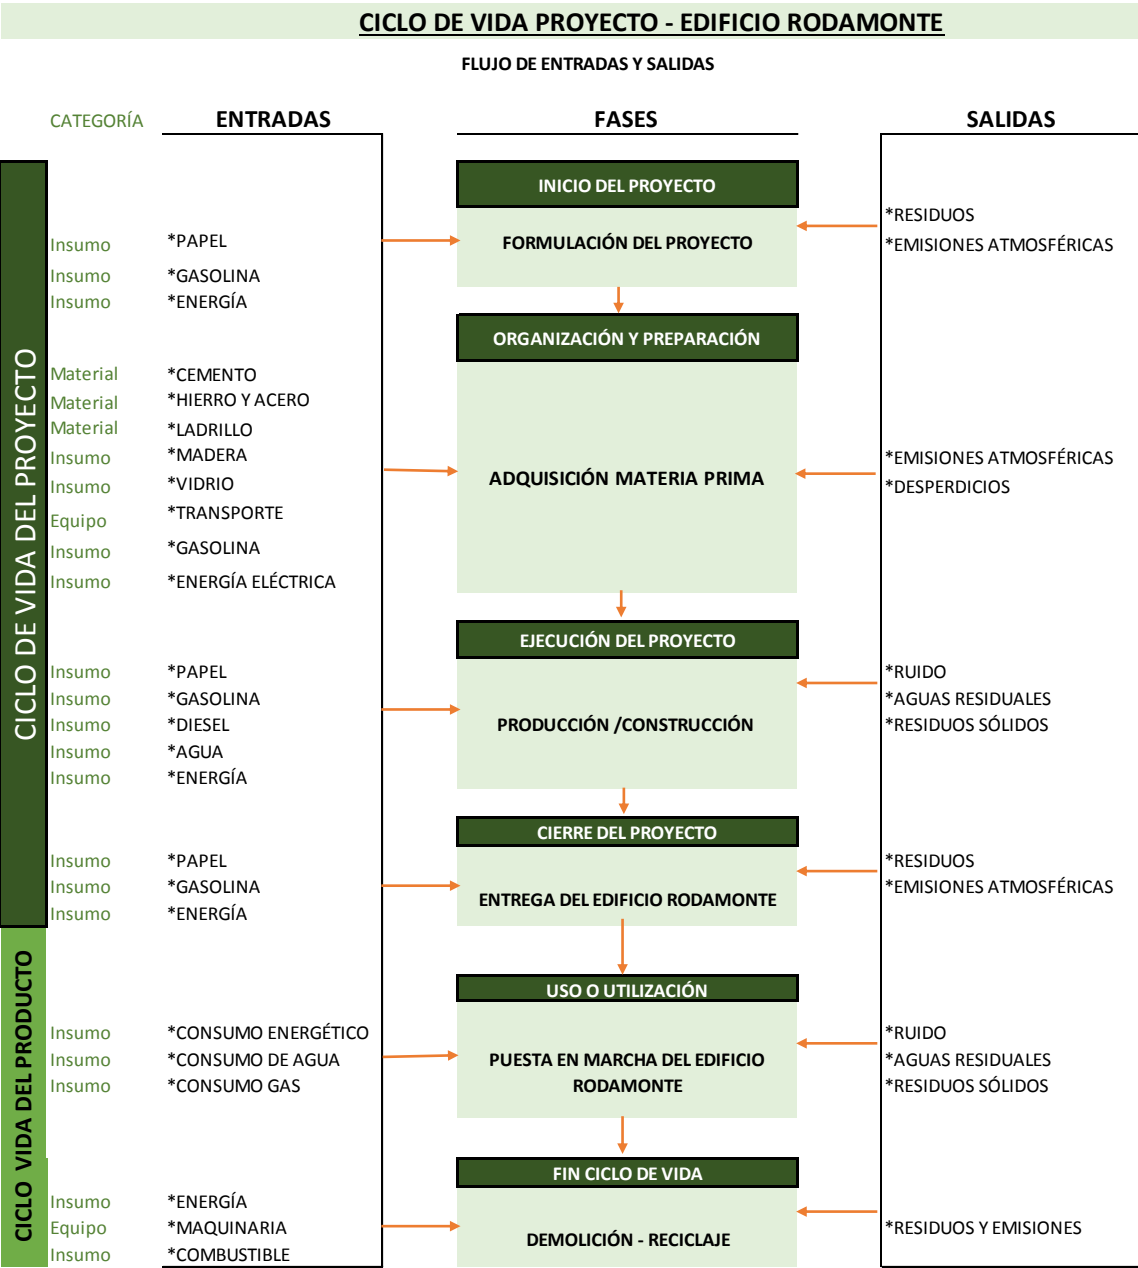 CICLO DE VIDA PROYECTO - EDIFICIO RODAMONTE
FLUJO DE ENTRADAS Y SALIDAS
CATEGORÍA ENTRADAS FASES SALIDAS
CICLO DE VIDA DEL PROYECTO
INICIO DEL PROYECTO
*RESIDUOS
Insumo *PAPEL FORMULACIÓN DEL PROYECTO *EMISIONES ATMOSFÉRICAS
Insumo *GASOLINA
Insumo *ENERGÍA
ORGANIZACIÓN Y PREPARACIÓN
Material *CEMENTO
Material *HIERRO Y ACERO
Material *LADRILLO
Insumo *MADERA *EMISIONES ATMOSFÉRICAS
ADQUISICIÓN MATERIA PRIMA
Insumo *VIDRIO *DESPERDICIOS
Equipo *TRANSPORTE
Insumo *GASOLINA
Insumo *ENERGÍA ELÉCTRICA
EJECUCIÓN DEL PROYECTO
Insumo *PAPEL *RUIDO
Insumo *GASOLINA *AGUAS RESIDUALES
Insumo *DIESEL PRODUCCIÓN /CONSTRUCCIÓN *RESIDUOS SÓLIDOS
Insumo *AGUA
Insumo *ENERGÍA
CIERRE DEL PROYECTO
Insumo *PAPEL *RESIDUOS
Insumo *GASOLINA *EMISIONES ATMOSFÉRICAS
ENTREGA DEL EDIFICIO RODAMONTE
Insumo *ENERGÍA
CICLO VIDA DEL PRODUCTO
USO O UTILIZACIÓN
Insumo *CONSUMO ENERGÉTICO *RUIDO
Insumo *CONSUMO DE AGUA PUESTA EN MARCHA DEL EDIFICIO *AGUAS RESIDUALES
Insumo *CONSUMO GAS RODAMONTE *RESIDUOS SÓLIDOS
FIN CICLO DE VIDA
Insumo *ENERGÍA
Equipo *MAQUINARIA *RESIDUOS Y EMISIONES
DEMOLICIÓN - RECICLAJE
Insumo *COMBUSTIBLE